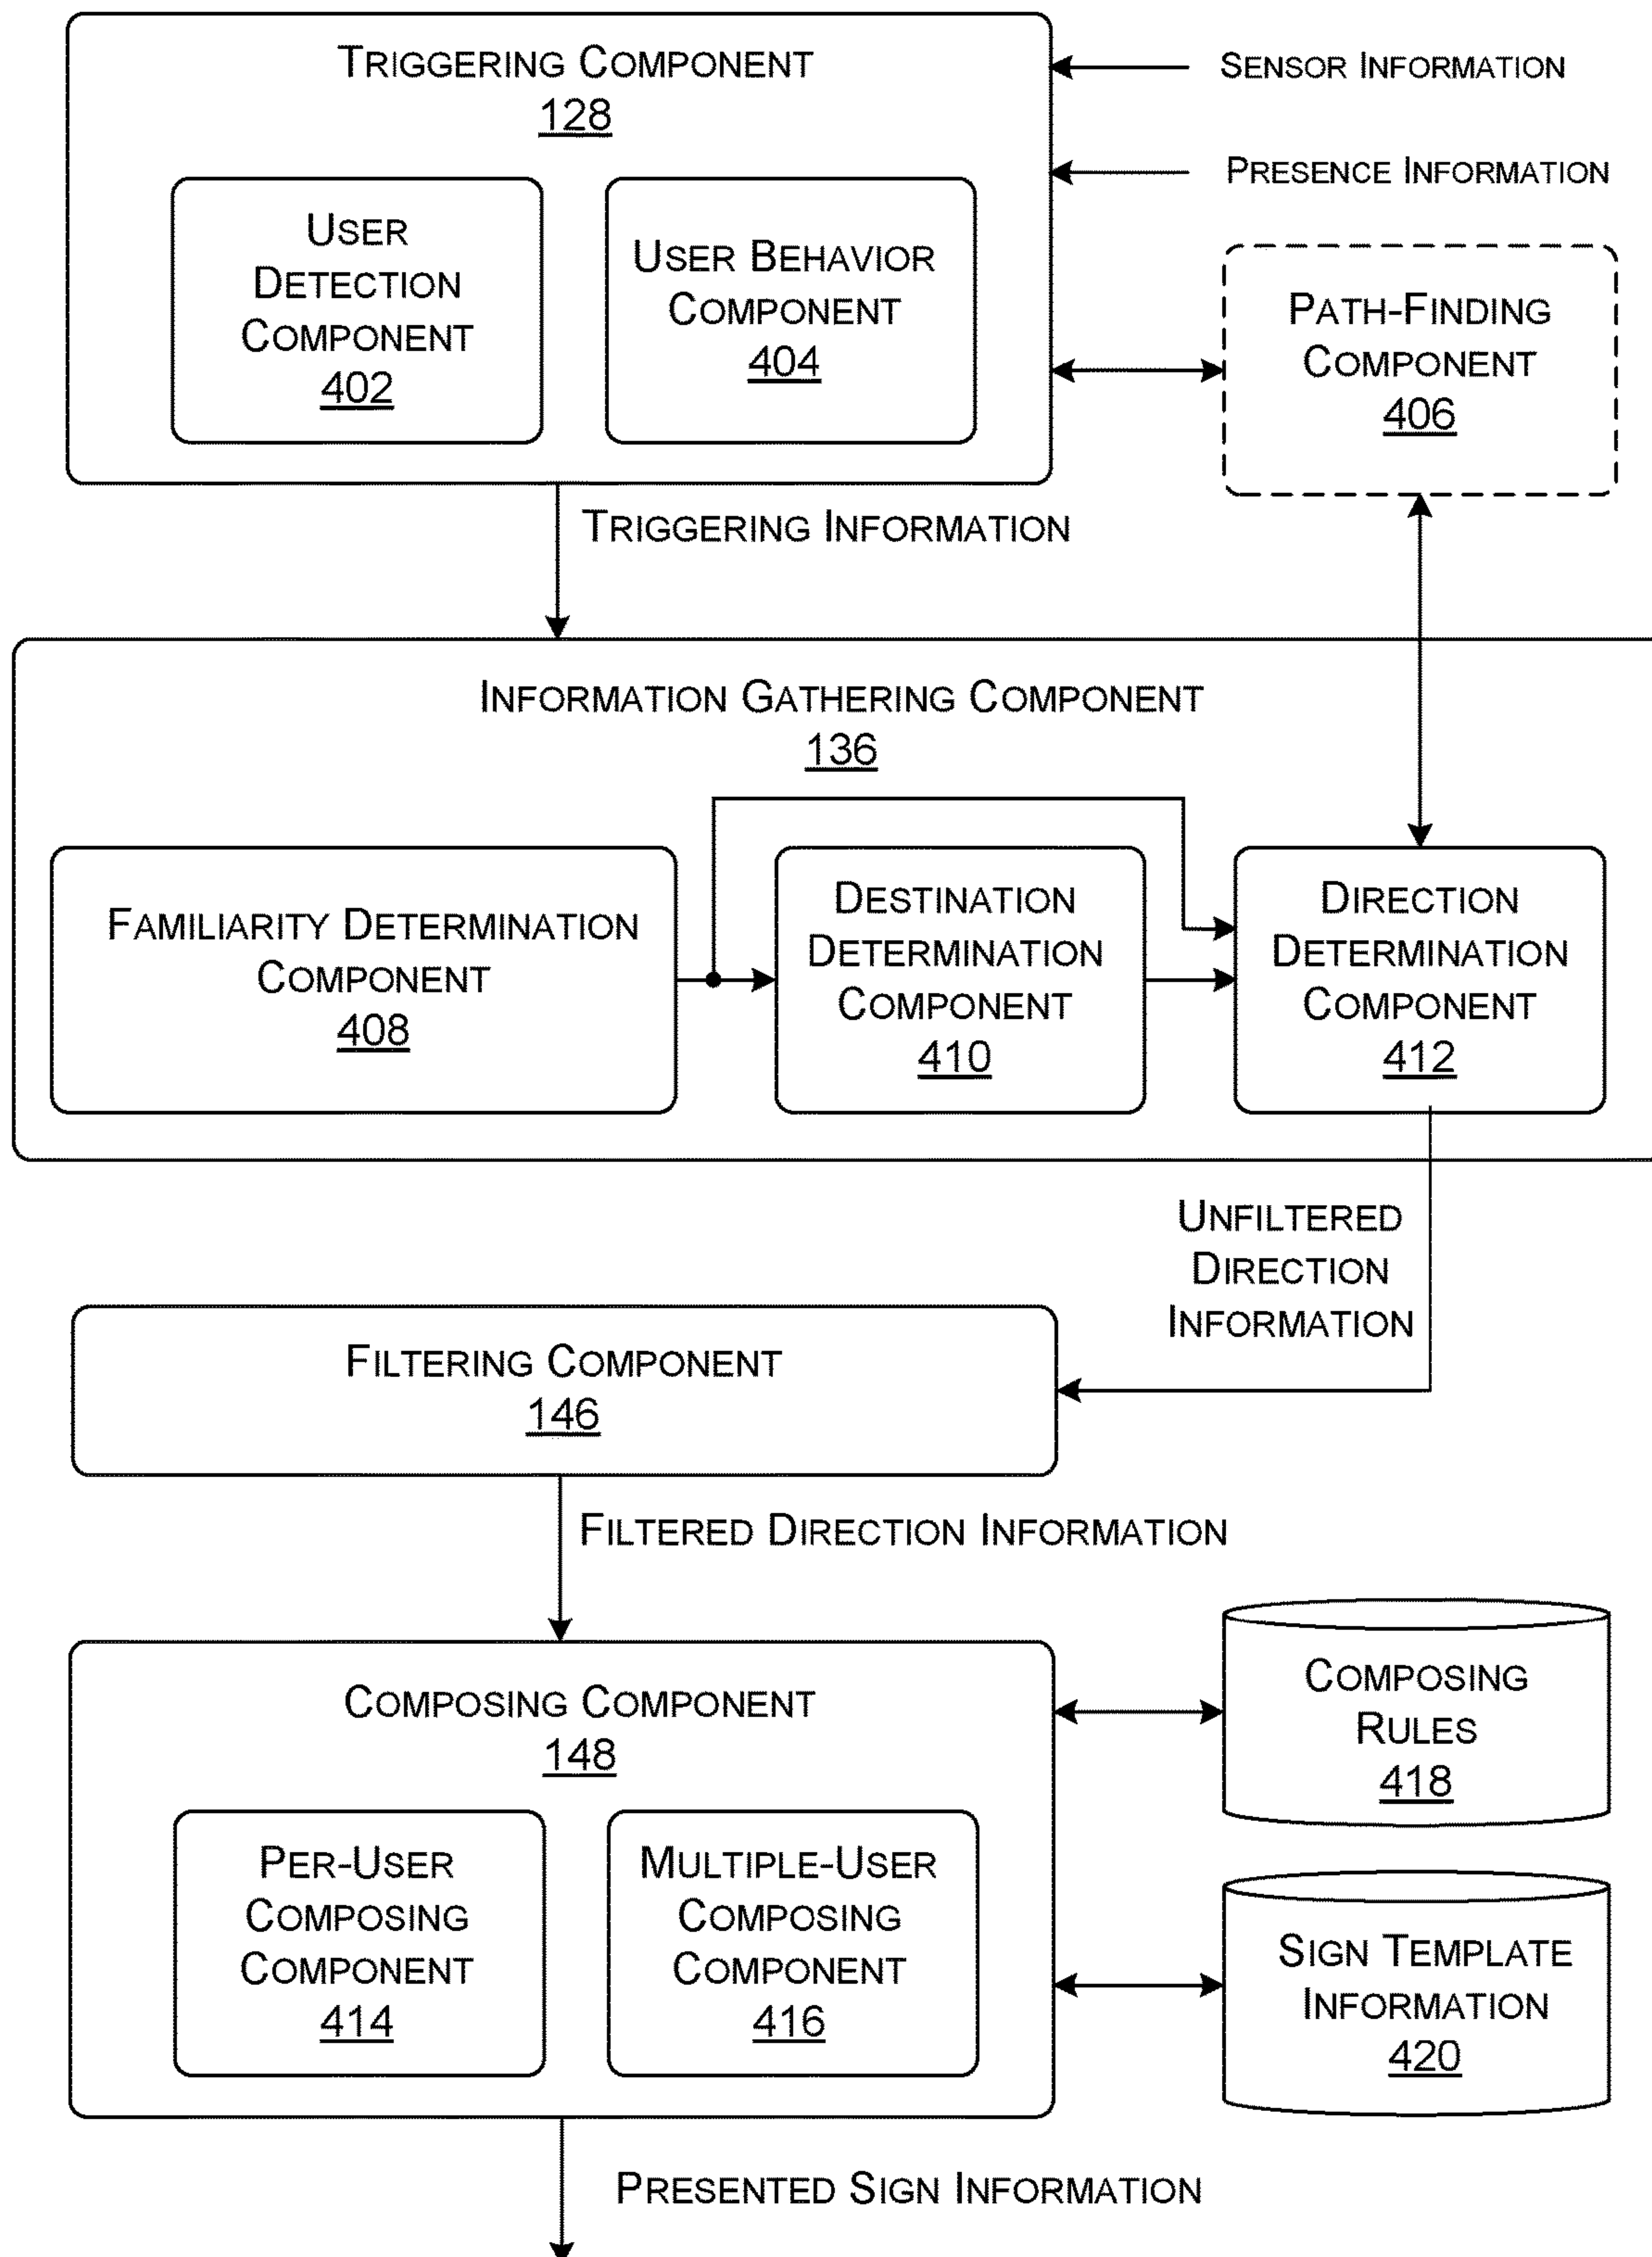 TRIGGERING COMPONENT
128
SENSOR INFORMATION
PRESENCE INFORMATION
USER
DETECTION
COMPONENT
402
USER BEHAVIOR
COMPONENT
404
PATH-FINDING
COMPONENT
406
TRIGGERING INFORMATION
INFORMATION GATHERING COMPONENT
136
FAMILIARITY DETERMINATION
COMPONENT
408
DESTINATION
DETERMINATION
COMPONENT
410
DIRECTION
DETERMINATION
COMPONENT
412
UNFILTERED
DIRECTION
INFORMATION
FILTERING COMPONENT
146
FILTERED DIRECTION INFORMATION
COMPOSING COMPONENT
148
PER-USER
COMPOSING
COMPONENT
414
MULTIPLE-USER
COMPOSING
COMPONENT
416
COMPOSING
RULES
418
SIGN TEMPLATE
INFORMATION
420
PRESENTED SIGN INFORMATION